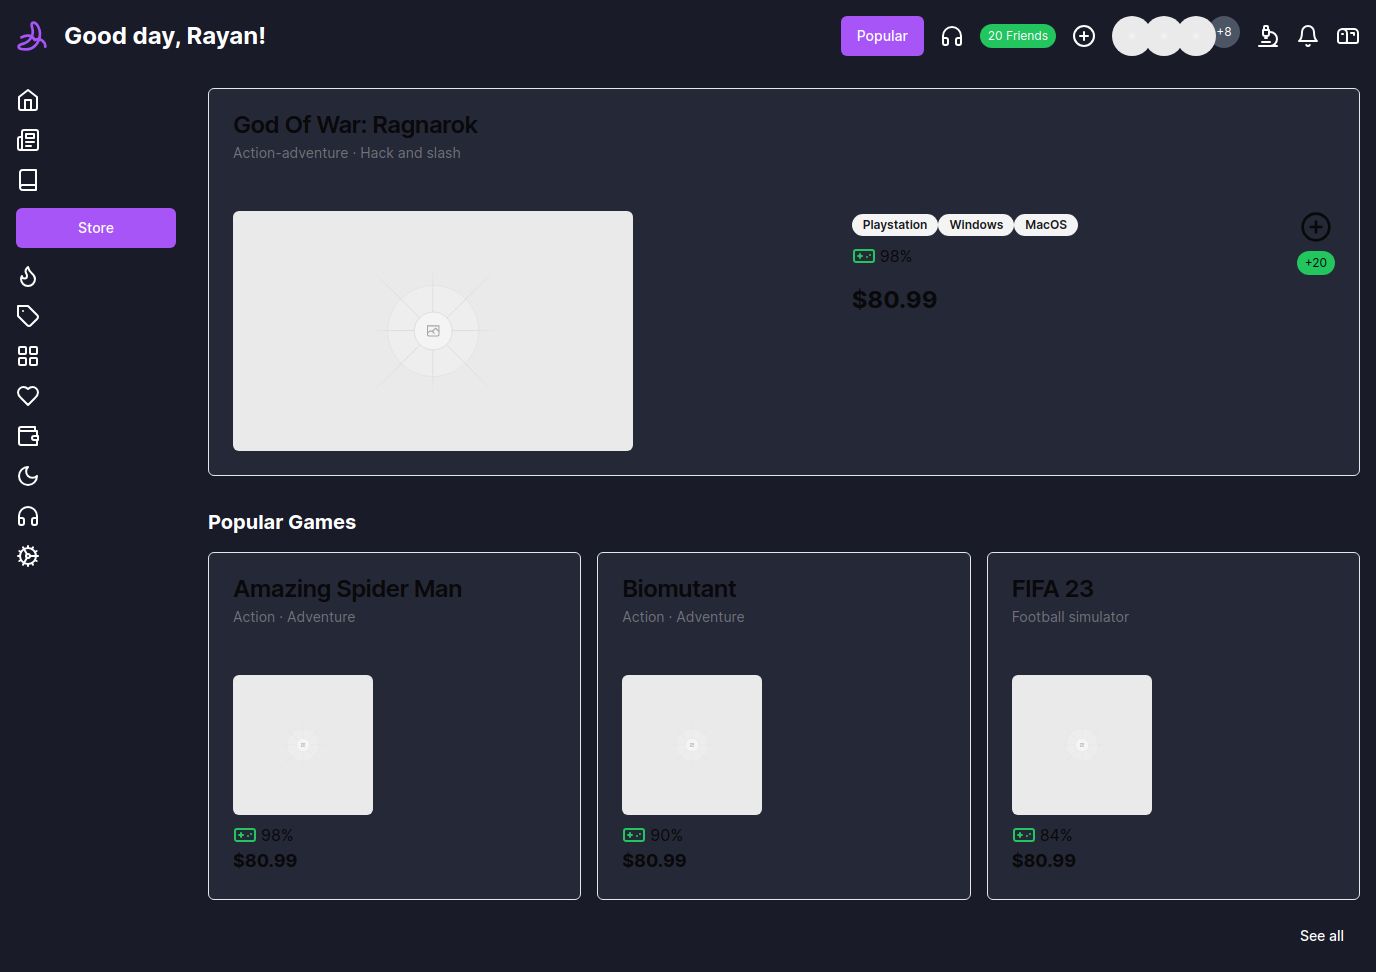 Good day, Rayan!
Popular
20 Friends
+8
Store
God Of War: Ragnarok
Action-adventure · Hack and slash
Playstation
Windows
MacOS
98%
+20
$80.99
Popular Games
Amazing Spider Man
Action · Adventure
98%
$80.99
Biomutant
Action · Adventure
90%
$80.99
FIFA 23
Football simulator
84%
$80.99
See all